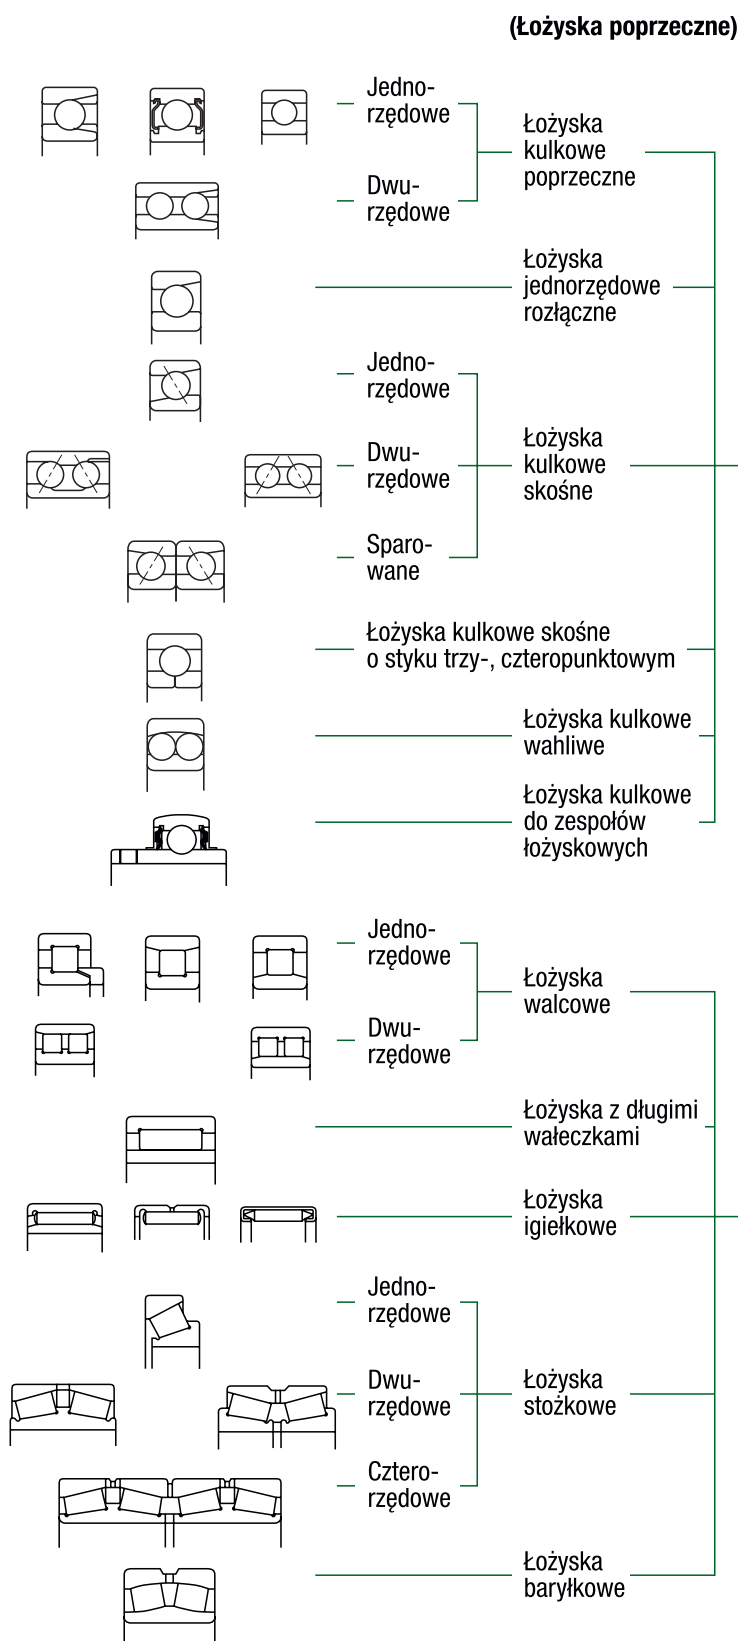 (Łożyska poprzeczne)
Jedno-
rzędowe
Łożyska
kulkowe
poprzeczne
Dwu-
rzędowe
Łożyska
jednorzędowe
rozłączne
Jedno-
rzędowe
Dwu-
rzędowe
Łożyska
kulkowe
skośne
Sparo-
wane
Łożyska kulkowe skośne
o styku trzy-, czteropunktowym
Łożyska kulkowe
wahliwe
Łożyska kulkowe
do zespołów
łożyskowych
Jedno-
rzędowe
Łożyska
walcowe
Dwu-
rzędowe
Łożyska z długimi
wałeczkami
Łożyska
igiełkowe
Jedno-
rzędowe
Dwu-
rzędowe
Łożyska
stożkowe
Cztero-
rzędowe
Łożyska
baryłkowe